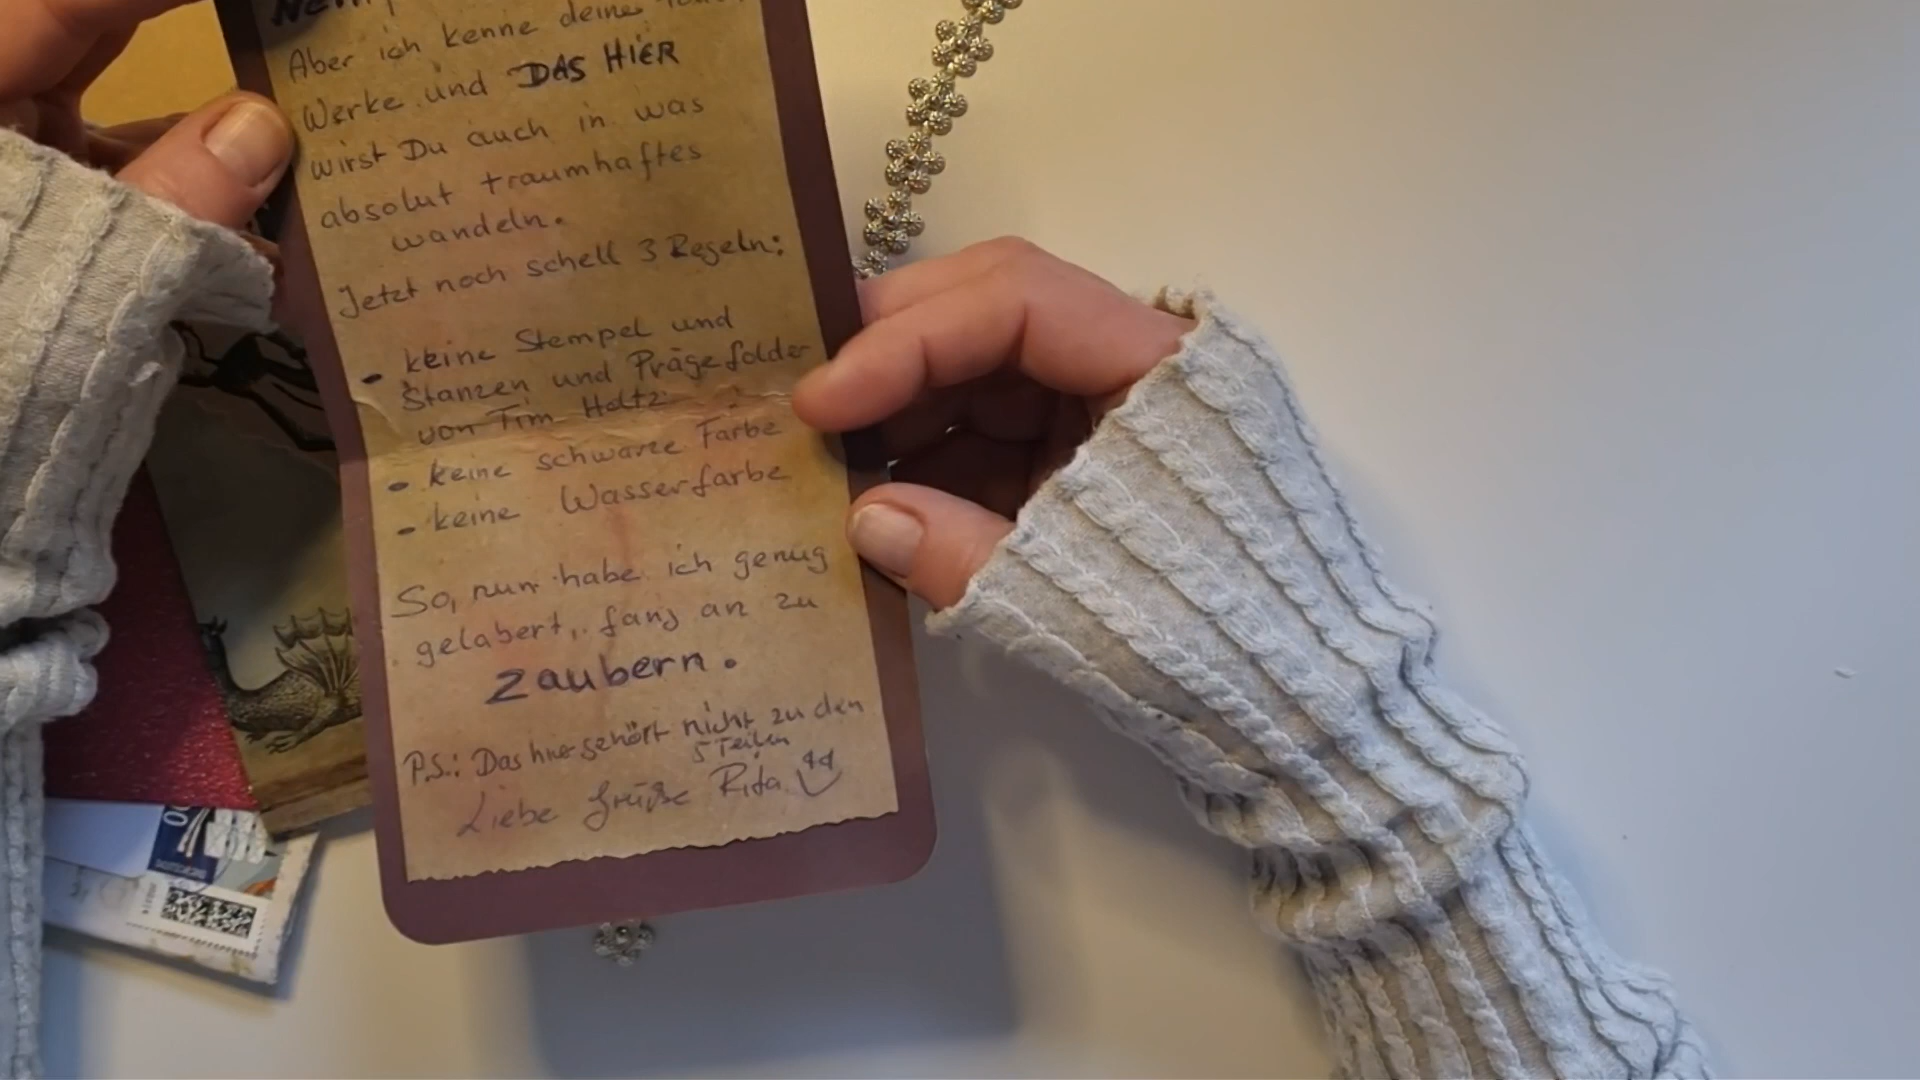 Aber ich kenne deine
Werke und DAS HIER
wirst Du auch in was
absolut traumhaftes
wandeln.
Jetzt noch schell 3 Regeln:
- keine Stempel und
Stanzen und Prägefolder
von Tim Holtz
- keine schwarze Farbe
- keine Wasserfarbe
So, nun habe ich genug
gelabert, fang an zu
zaubern.
P.S.: Das hier gehört nicht zu den
5 Teilen
Liebe Grüße Rita